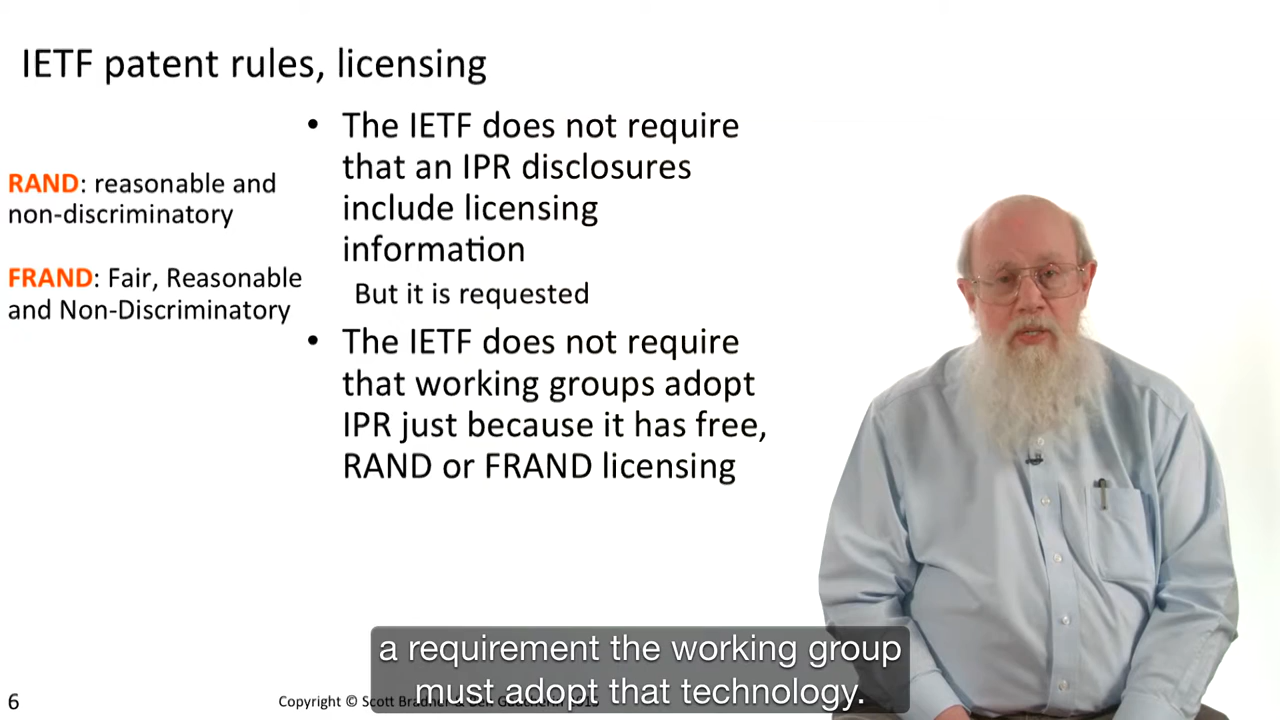 IETF patent rules, licensing
RAND: reasonable and
non-discriminatory
FRAND: Fair, Reasonable
and Non-Discriminatory
• The IETF does not require
that an IPR disclosures
include licensing
information
But it is requested
• The IETF does not require
that working groups adopt
IPR just because it has free,
RAND or FRAND licensing
a requirement the working group
must adopt that technology.
6
Copyright © Scott